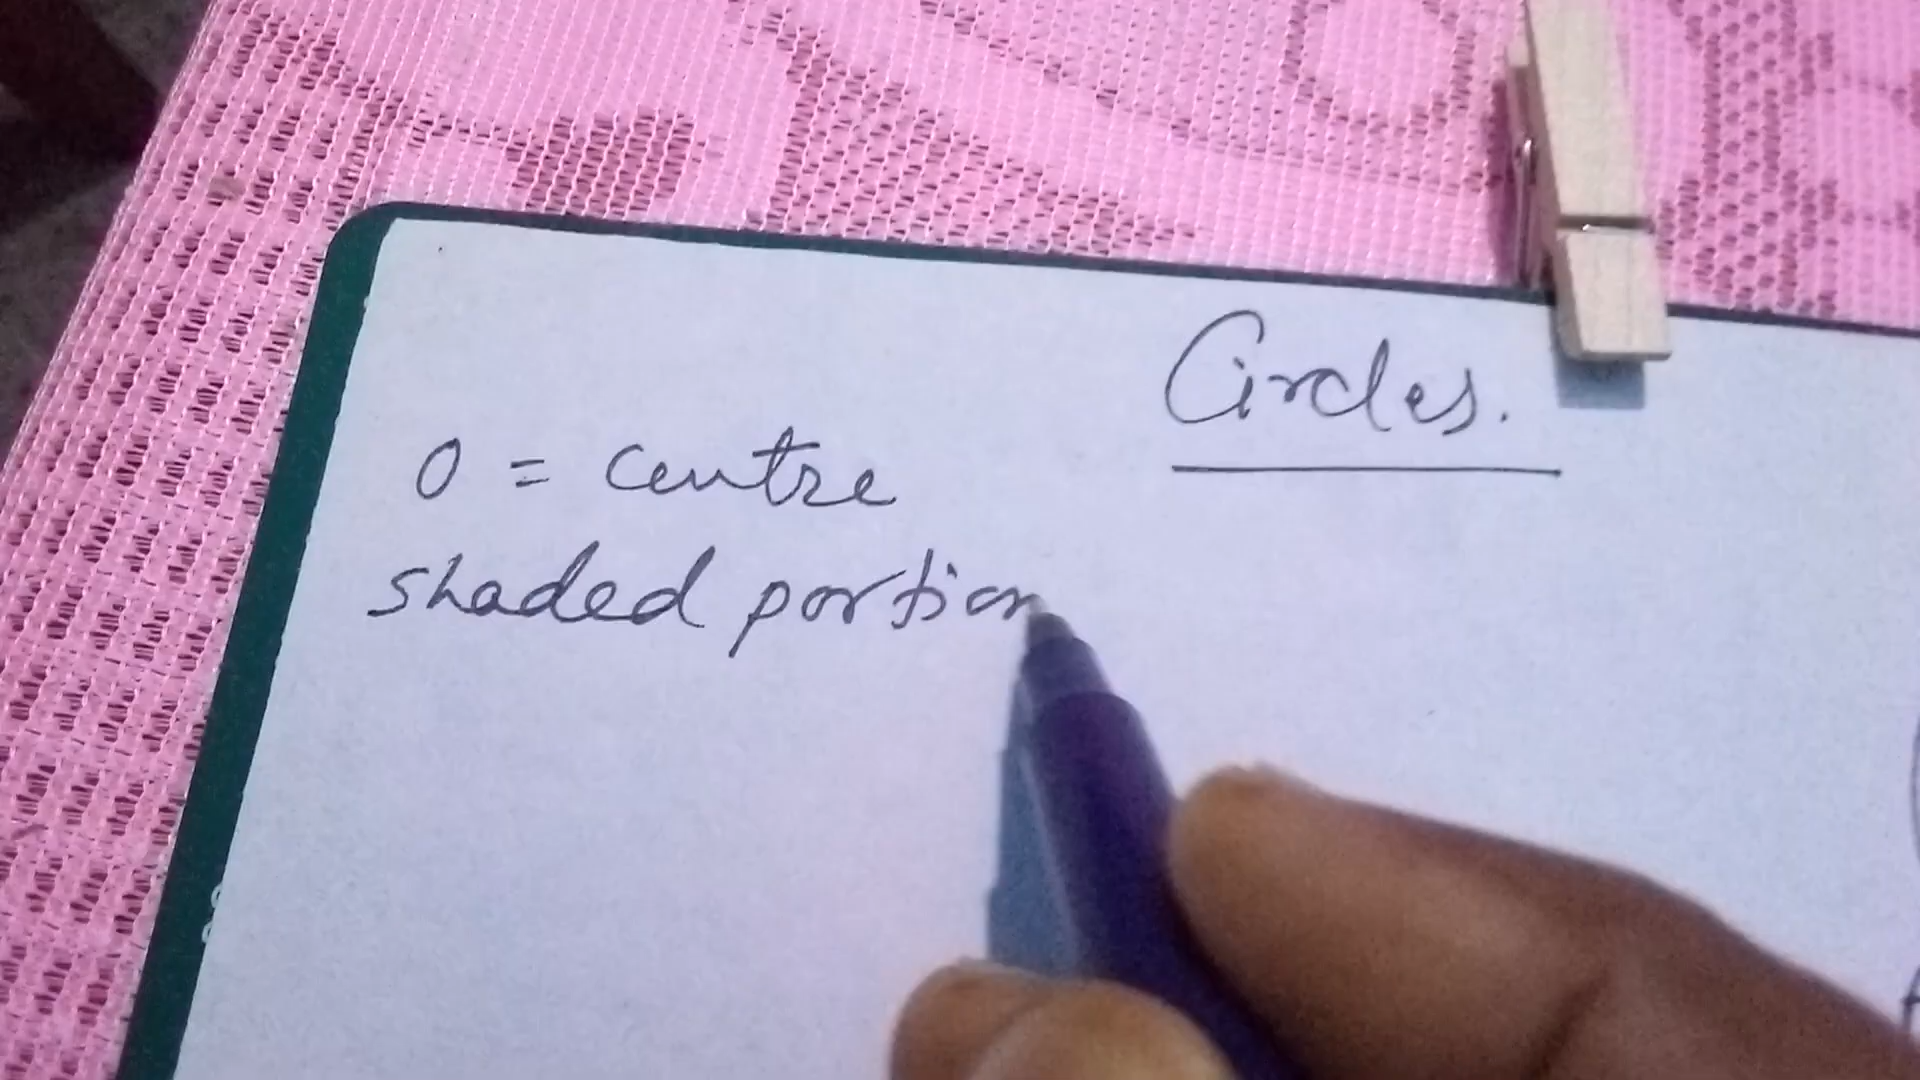 Circles.
O = centre
shaded portion